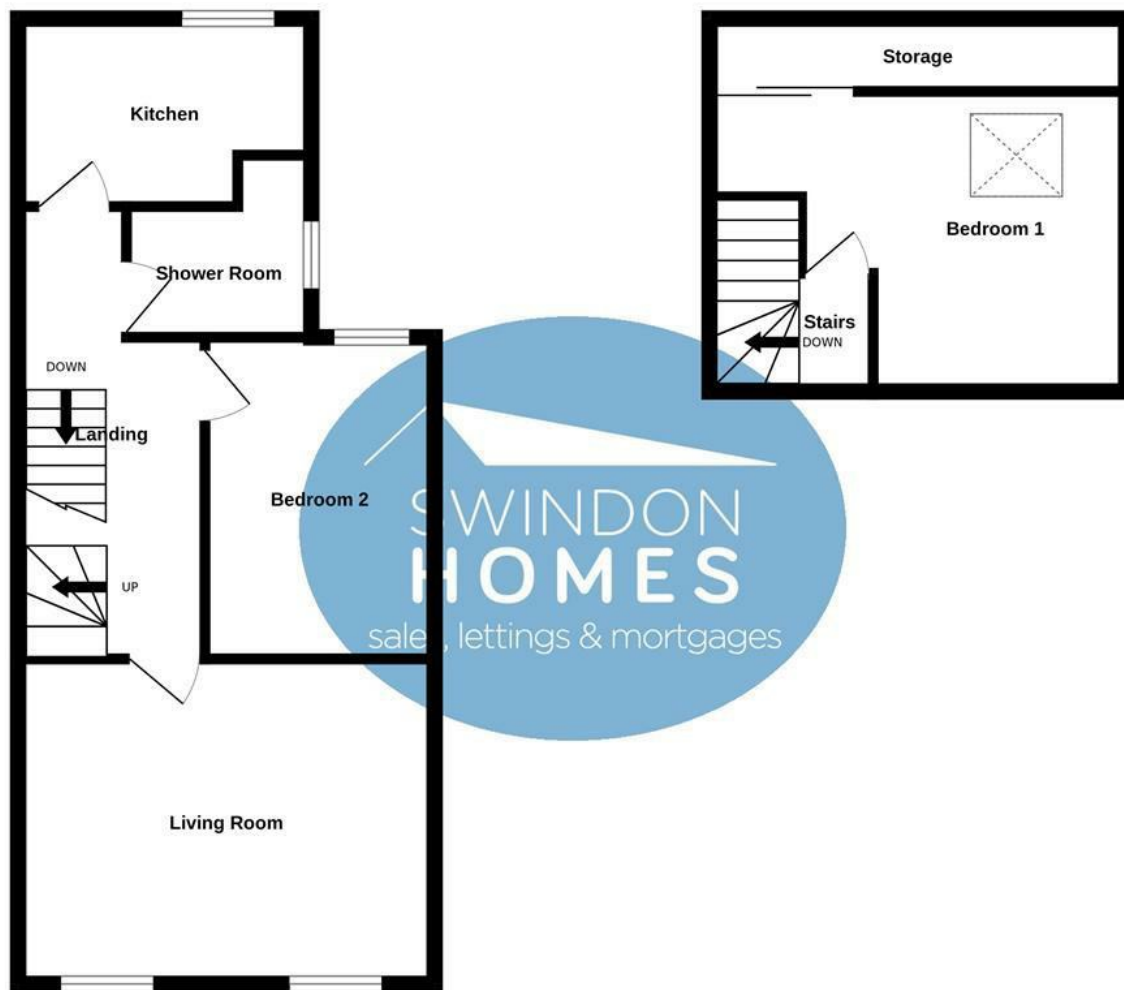 Kitchen
Shower Room
DOWN
Landing
Bedroom 2
UP
Living Room
Storage
Bedroom 1
Stairs
DOWN
SWINDON
HOMES
sales, lettings & mortgages